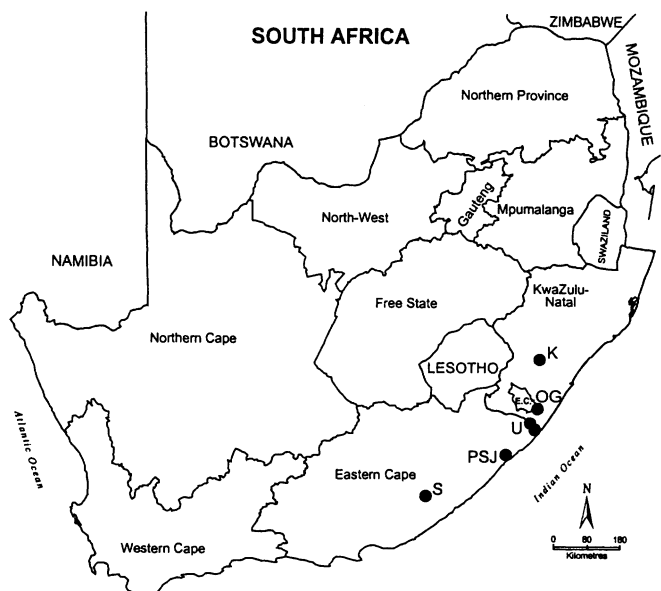 ZIMBABWE
SOUTH AFRICA
MOZAMBIQUE
Northern Province
BOTSWANA
Gauteng
Mpumalanga
North-West
SWAZILAND
NAMIBIA
KwaZulu-
Natal
Free State
Northern Cape
K
LESOTHO
E.C.
OG
U
Atlantic Ocean
PSJ
Indian Ocean
Eastern Cape
S
N
Western Cape
0 80 180
Kilometres